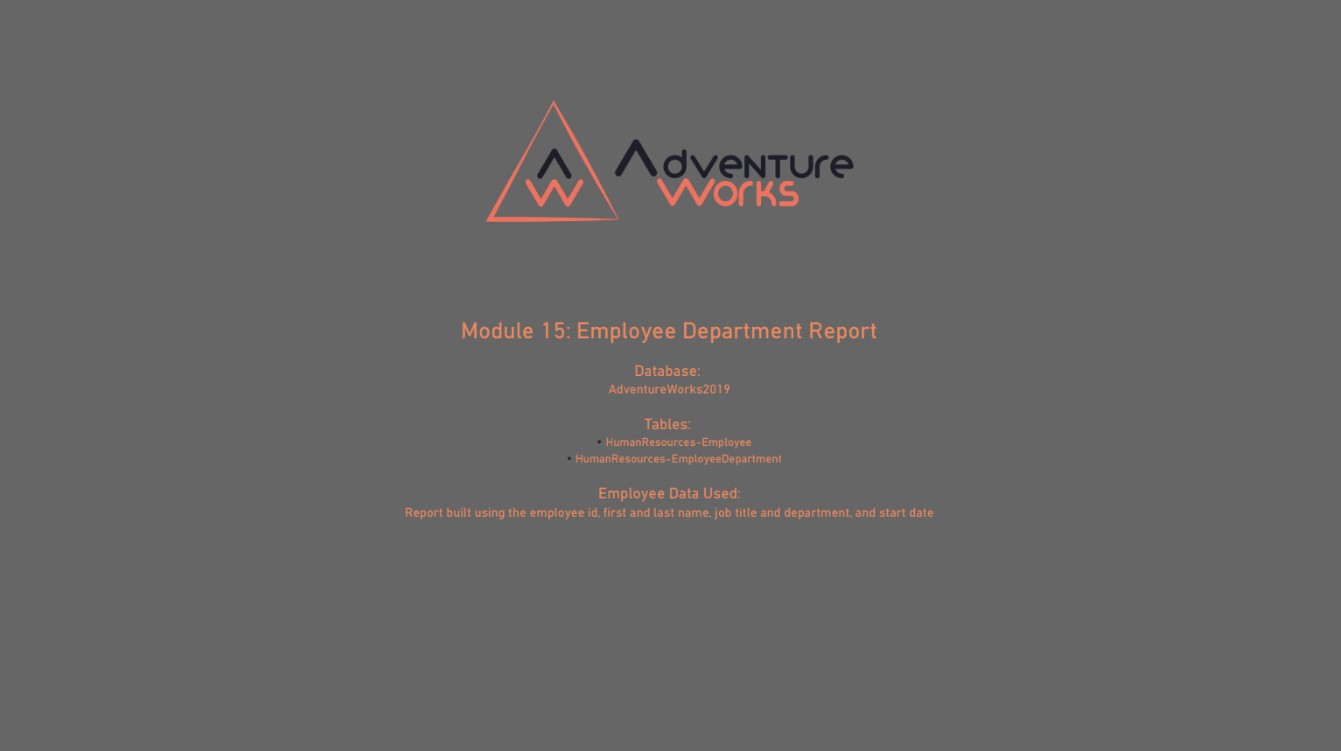 AW
Adventure
Works
Module 15: Employee Department Report
Database:
AdventureWorks2019
Tables:
• HumanResources-Employee
• HumanResources-EmployeeDepartment
Employee Data Used:
Report built using the employee id, first and last name, job title and department, and start date